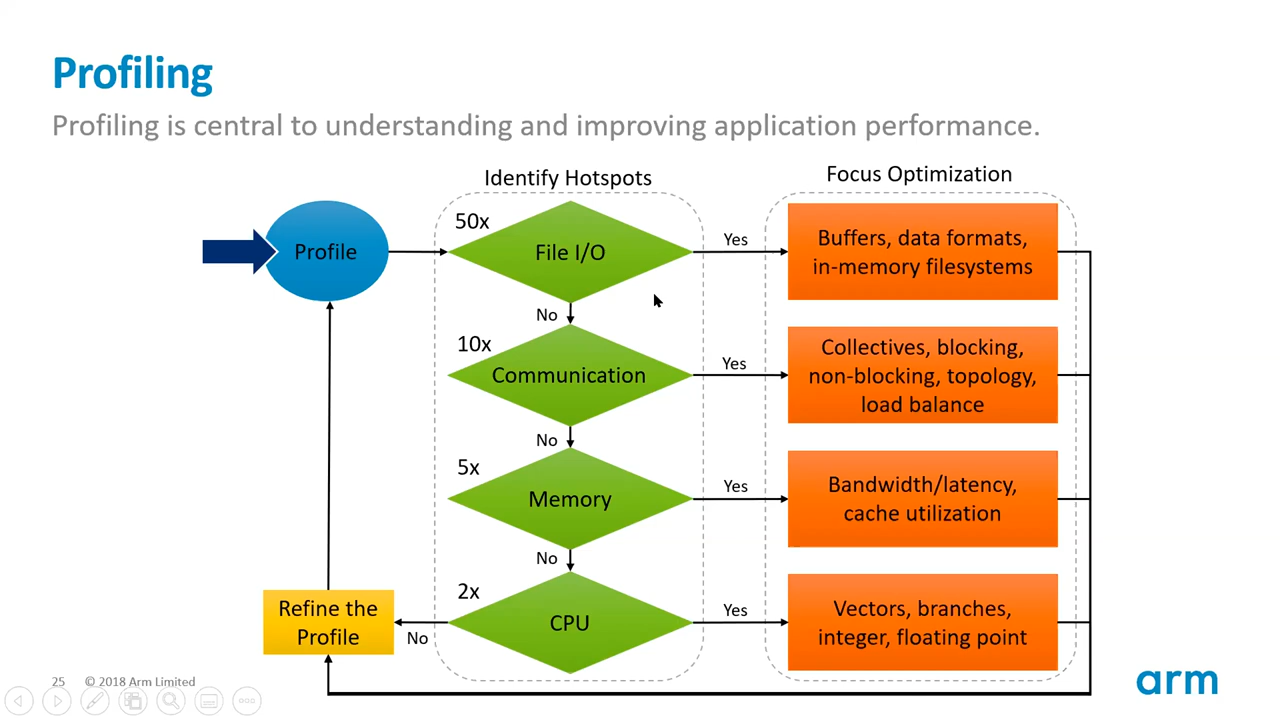 Profiling
Profiling is central to understanding and improving application performance.
Identify Hotspots
Focus Optimization
Profile
50x
File I/O
Yes
Buffers, data formats,
in-memory filesystems
No
10x
Communication
Yes
Collectives, blocking,
non-blocking, topology,
load balance
No
5x
Memory
Yes
Bandwidth/latency,
cache utilization
No
2x
CPU
Yes
Vectors, branches,
integer, floating point
No
Refine the
Profile
25 © 2018 Arm Limited
arm